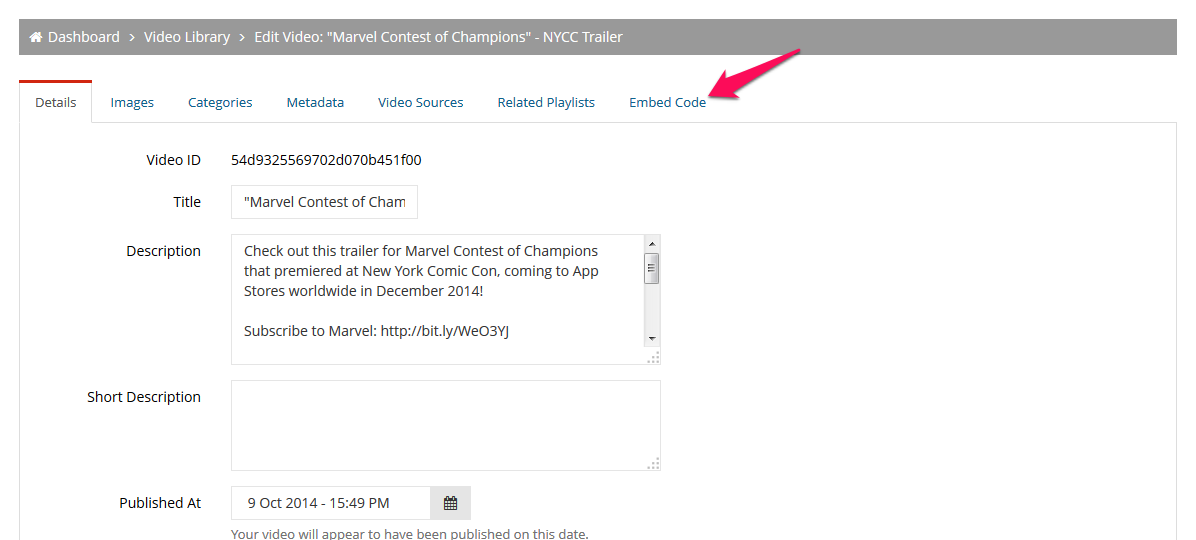 Dashboard > Video Library > Edit Video: "Marvel Contest of Champions" - NYCC Trailer
Details Images Categories Metadata Video Sources Related Playlists Embed Code
Video ID 54d9325569702d070b451f00
Title "Marvel Contest of Cham
Description Check out this trailer for Marvel Contest of Champions
that premiered at New York Comic Con, coming to App
Stores worldwide in December 2014!
Subscribe to Marvel: http://bit.ly/WeO3YJ
Short Description
Published At 9 Oct 2014 - 15:49 PM
Your video will appear to have been published on this date.